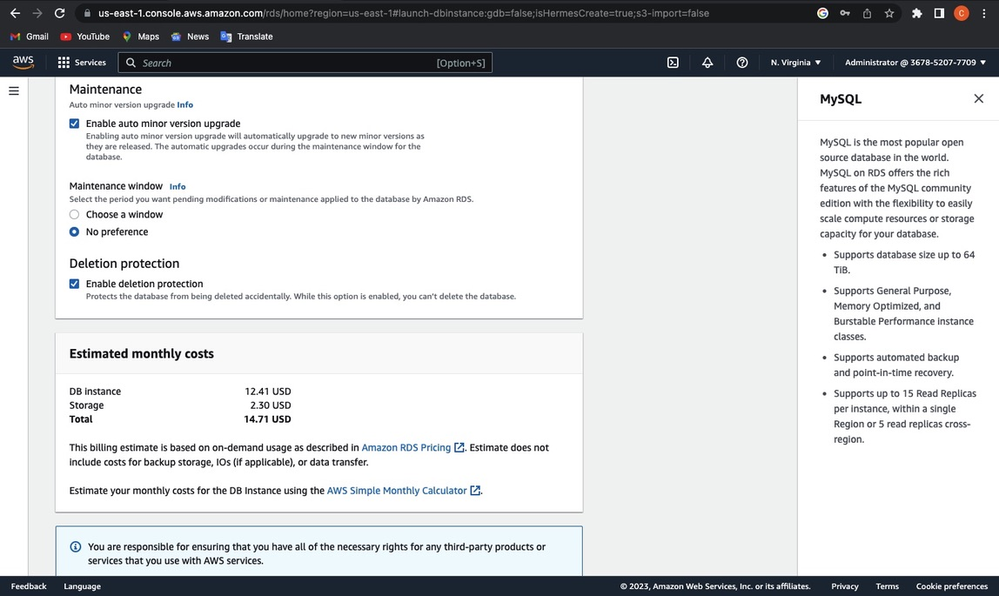 us-east-1.console.aws.amazon.com/rds/home?region=us-east-1#launch-dbinstance:gdb=false;isHermesCreate=true;s3-import=false
C
Gmail YouTube Maps News Translate
aws Services Search [Option+S] N. Virginia Administrator @ 3678-5207-7709
Maintenance
Auto minor version upgrade Info
Enable auto minor version upgrade
Enabling auto minor version upgrade will automatically upgrade to new minor versions as
they are released. The automatic upgrades occur during the maintenance window for the
database.
Maintenance window Info
Select the period you want pending modifications or maintenance applied to the database by Amazon RDS.
Choose a window
No preference
Deletion protection
Enable deletion protection
Protects the database from being deleted accidentally. While this option is enabled, you can't delete the database.
Estimated monthly costs
DB instance 12.41 USD
Storage 2.30 USD
Total 14.71 USD
This billing estimate is based on on-demand usage as described in Amazon RDS Pricing. Estimate does not
include costs for backup storage, IOs (if applicable), or data transfer.
Estimate your monthly costs for the DB Instance using the AWS Simple Monthly Calculator.
You are responsible for ensuring that you have all of the necessary rights for any third-party products or
services that you use with AWS services.
MySQL
MySQL is the most popular open
source database in the world.
MySQL on RDS offers the rich
features of the MySQL community
edition with the flexibility to easily
scale compute resources or storage
capacity for your database.
• Supports database size up to 64
TiB.
• Supports General Purpose,
Memory Optimized, and
Burstable Performance instance
classes.
• Supports automated backup
and point-in-time recovery.
• Supports up to 15 Read Replicas
per instance, within a single
Region or 5 read replicas cross-
region.
Feedback Language © 2023, Amazon Web Services, Inc. or its affiliates. Privacy Terms Cookie preferences